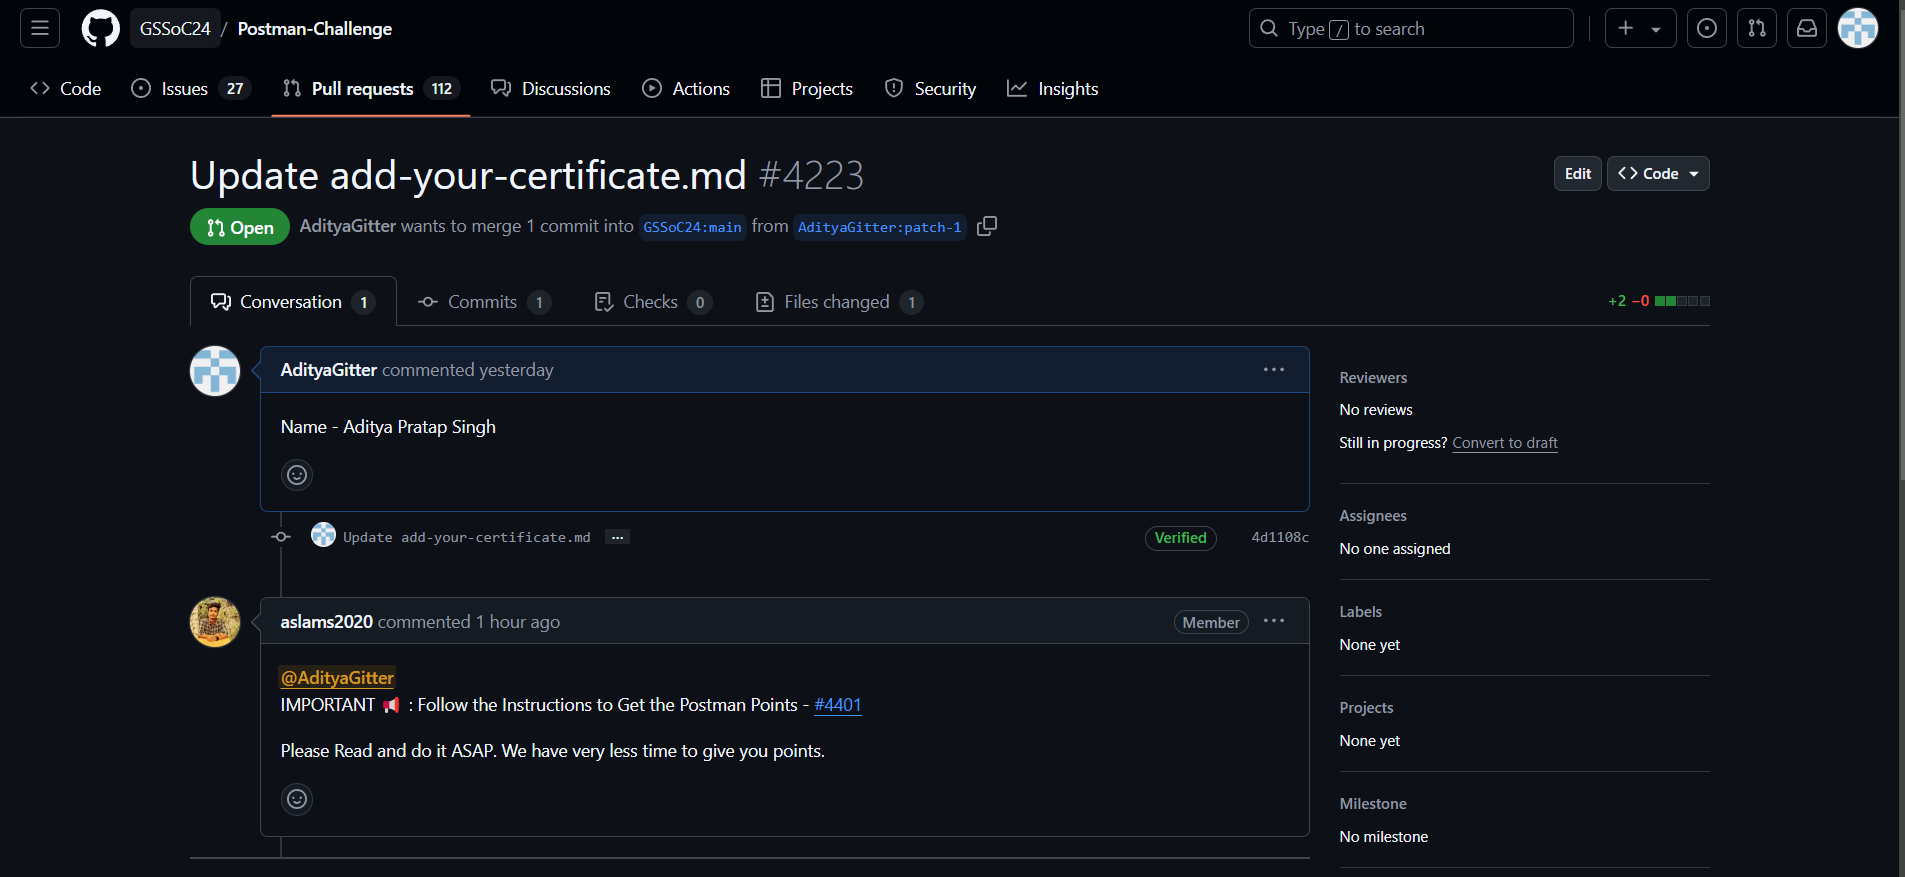 GSSoC24 / Postman-Challenge
Type / to search
Code
Issues 27
Pull requests 112
Discussions
Actions
Projects
Security
Insights
Update add-your-certificate.md #4223
Edit
Code
Open
AdityaGitter wants to merge 1 commit into GSSoC24:main from AdityaGitter:patch-1
Conversation 1
Commits 1
Checks 0
Files changed 1
+2 −0
AdityaGitter commented yesterday
Name - Aditya Pratap Singh
Update add-your-certificate.md ...
Verified
4d1108c
aslams2020 commented 1 hour ago
Member
@AdityaGitter
IMPORTANT 📢 : Follow the Instructions to Get the Postman Points - #4401
Please Read and do it ASAP. We have very less time to give you points.
Reviewers
No reviews
Still in progress? Convert to draft
Assignees
No one assigned
Labels
None yet
Projects
None yet
Milestone
No milestone